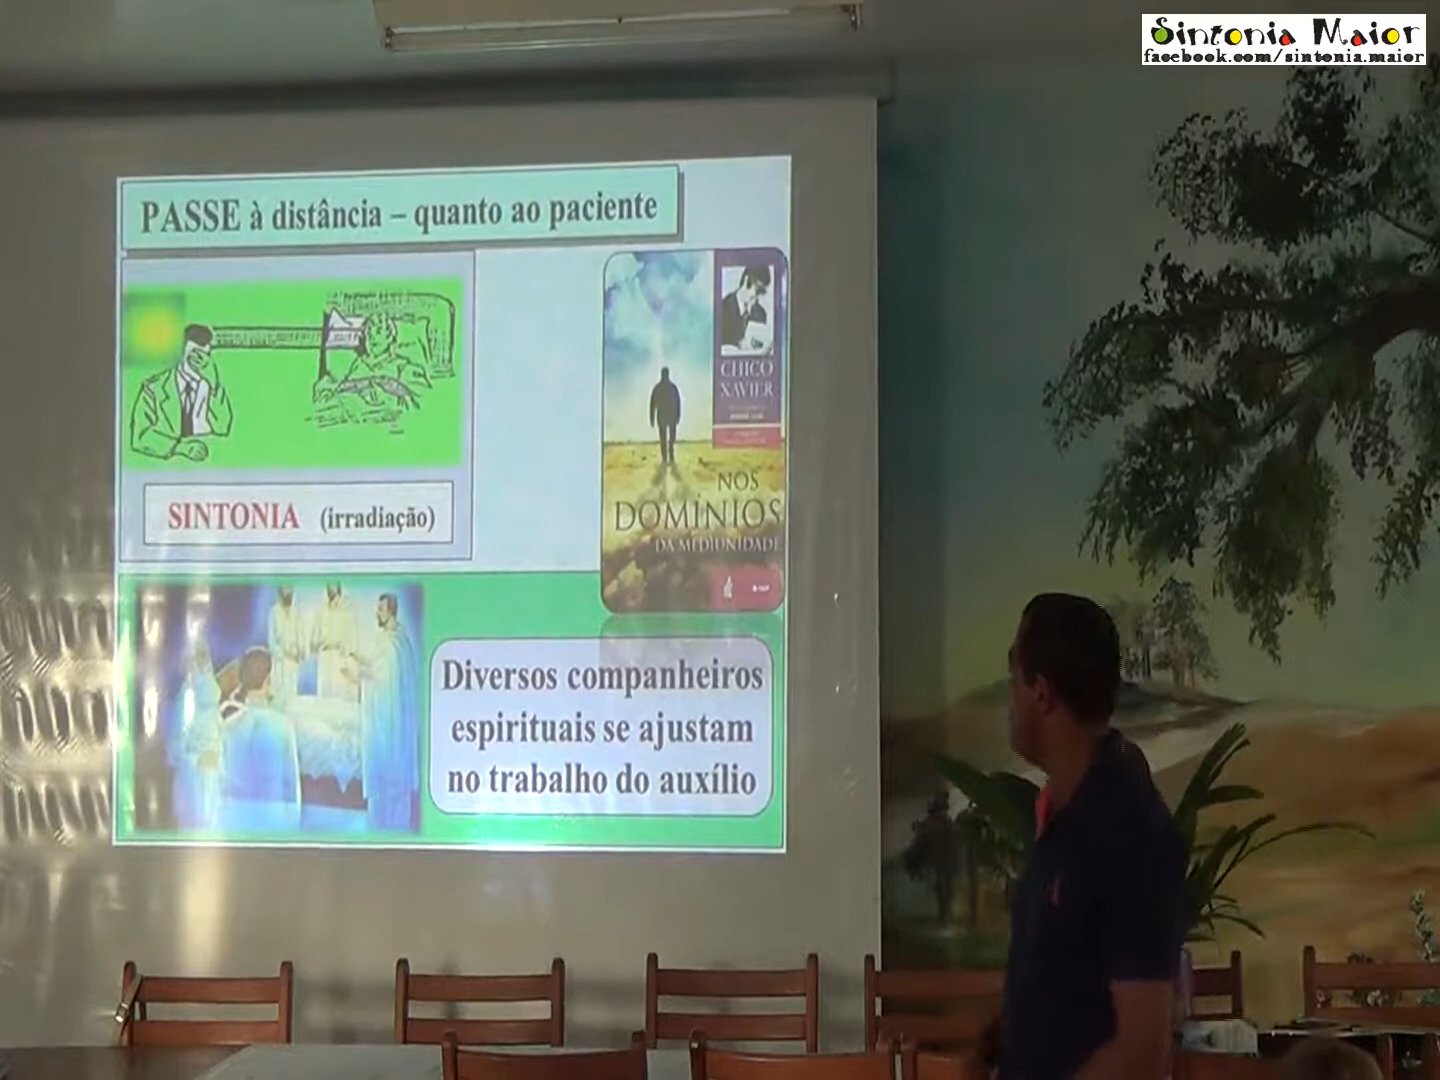 Sintonia Maior
facebook.com/sintonia.maior
PASSE à distância – quanto ao paciente
CHICO
XAVIER
NOS
DOMÍNIOS
DA MEDIUNIDADE
SINTONIA (irradiação)
Diversos companheiros
espirituais se ajustam
no trabalho do auxílio